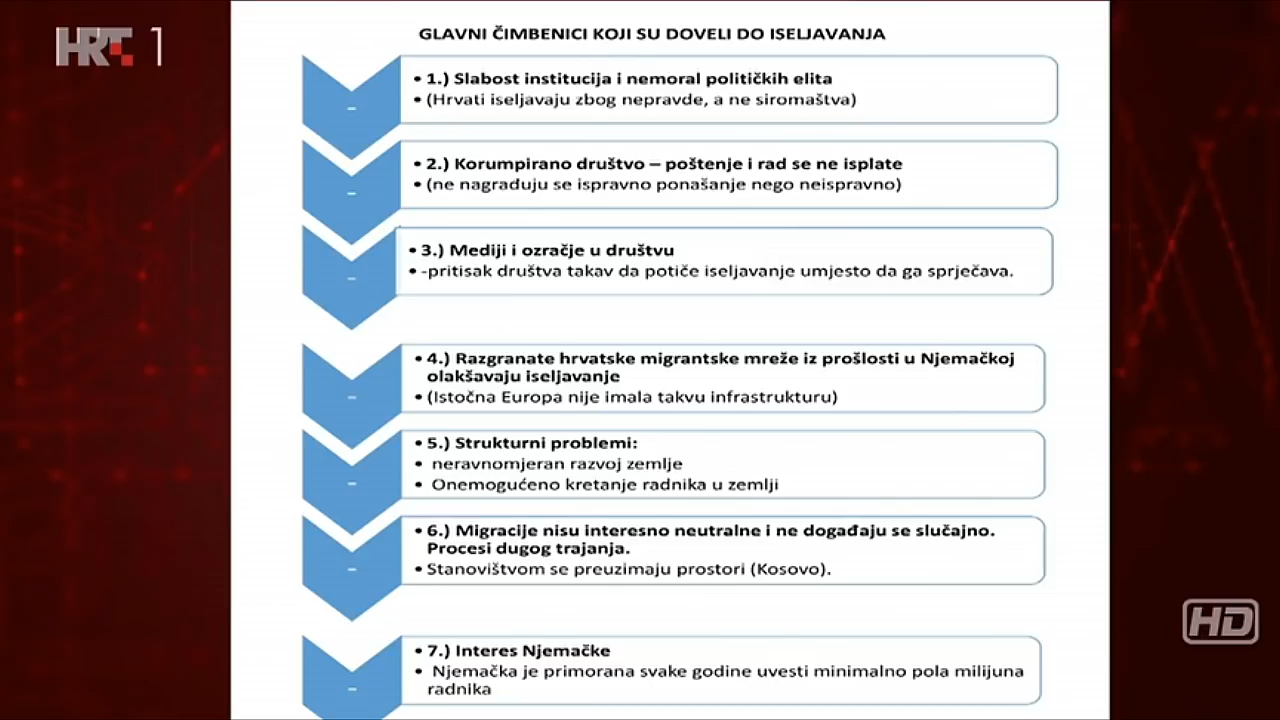 HRT 1
GLAVNI ČIMBENICI KOJI SU DOVELI DO ISELJAVANJA
• 1.) Slabost institucija i nemoral političkih elita
• (Hrvati iseljavaju zbog nepravde, a ne siromaštva)
• 2.) Korumpirano društvo – poštenje i rad se ne isplate
• (ne nagrađuju se ispravno ponašanje nego neispravno)
• 3.) Mediji i ozračje u društvu
• -pritisak društva takav da potiče iseljavanje umjesto da ga sprječava.
• 4.) Razgranate hrvatske migrantske mreže iz prošlosti u Njemačkoj
olakšavaju iseljavanje
• (Istočna Europa nije imala takvu infrastrukturu)
• 5.) Strukturni problemi:
• neravnomjeran razvoj zemlje
• Onemogućeno kretanje radnika u zemlji
• 6.) Migracije nisu interesno neutralne i ne događaju se slučajno.
Procesi dugog trajanja.
• Stanovištvom se preuzimaju prostori (Kosovo).
• 7.) Interes Njemačke
• Njemačka je primorana svake godine uvesti minimalno pola milijuna
radnika
HD